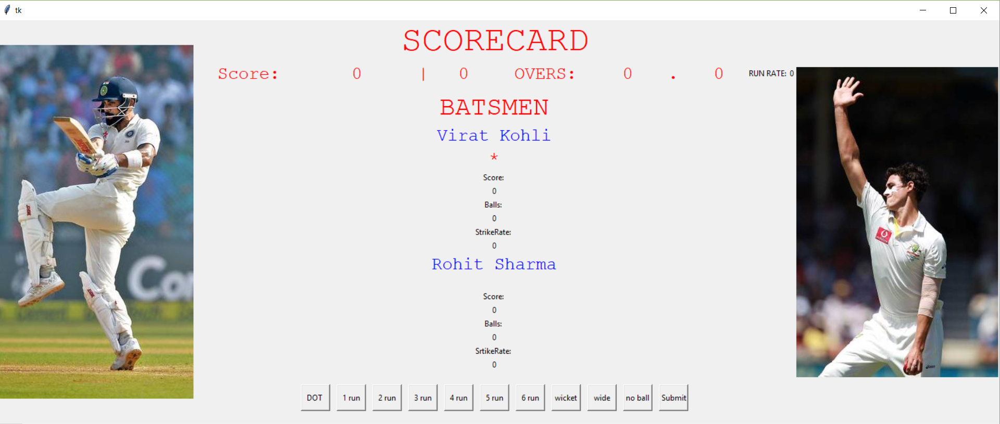 tk
SCORECARD
Score: 0 | 0 OVERS: 0 . 0 RUN RATE: 0
BATSMEN
Virat Kohli
*
Score:
0
Balls:
0
StrikeRate:
0
Rohit Sharma
Score:
0
Balls:
0
SrtikeRate:
0
DOT 1 run 2 run 3 run 4 run 5 run 6 run wicket wide no ball Submit